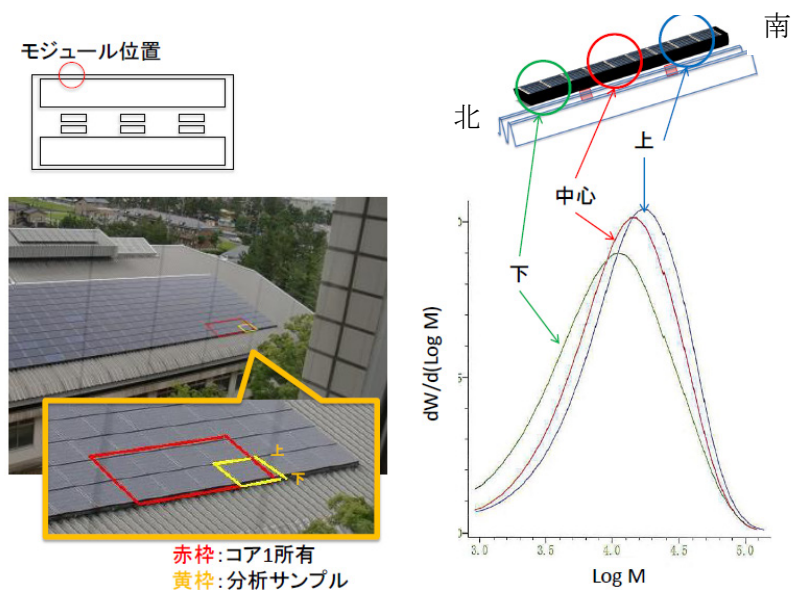 モジュール位置
南
北
上
中心
下
上
下
赤枠:コア1所有
黄枠:分析サンプル
dW/d(Log M)
3.0 3.5 4.0 4.5 5.0
Log M